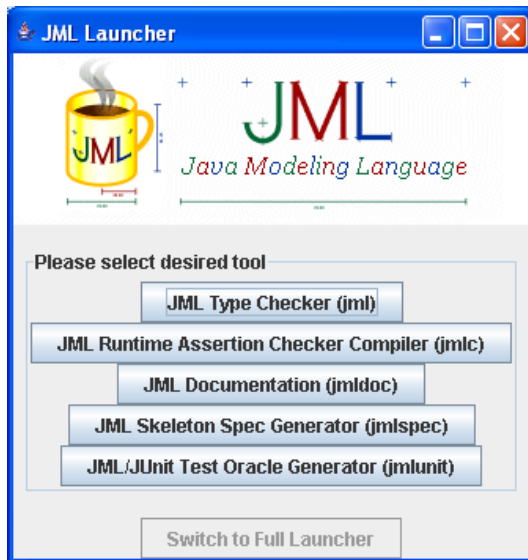 JML Launcher
JML
JML
Java Modeling Language
Please select desired tool
JML Type Checker (jml)
JML Runtime Assertion Checker Compiler (jmlc)
JML Documentation (jmldoc)
JML Skeleton Spec Generator (jmlspec)
JML/JUnit Test Oracle Generator (jmlunit)
Switch to Full Launcher